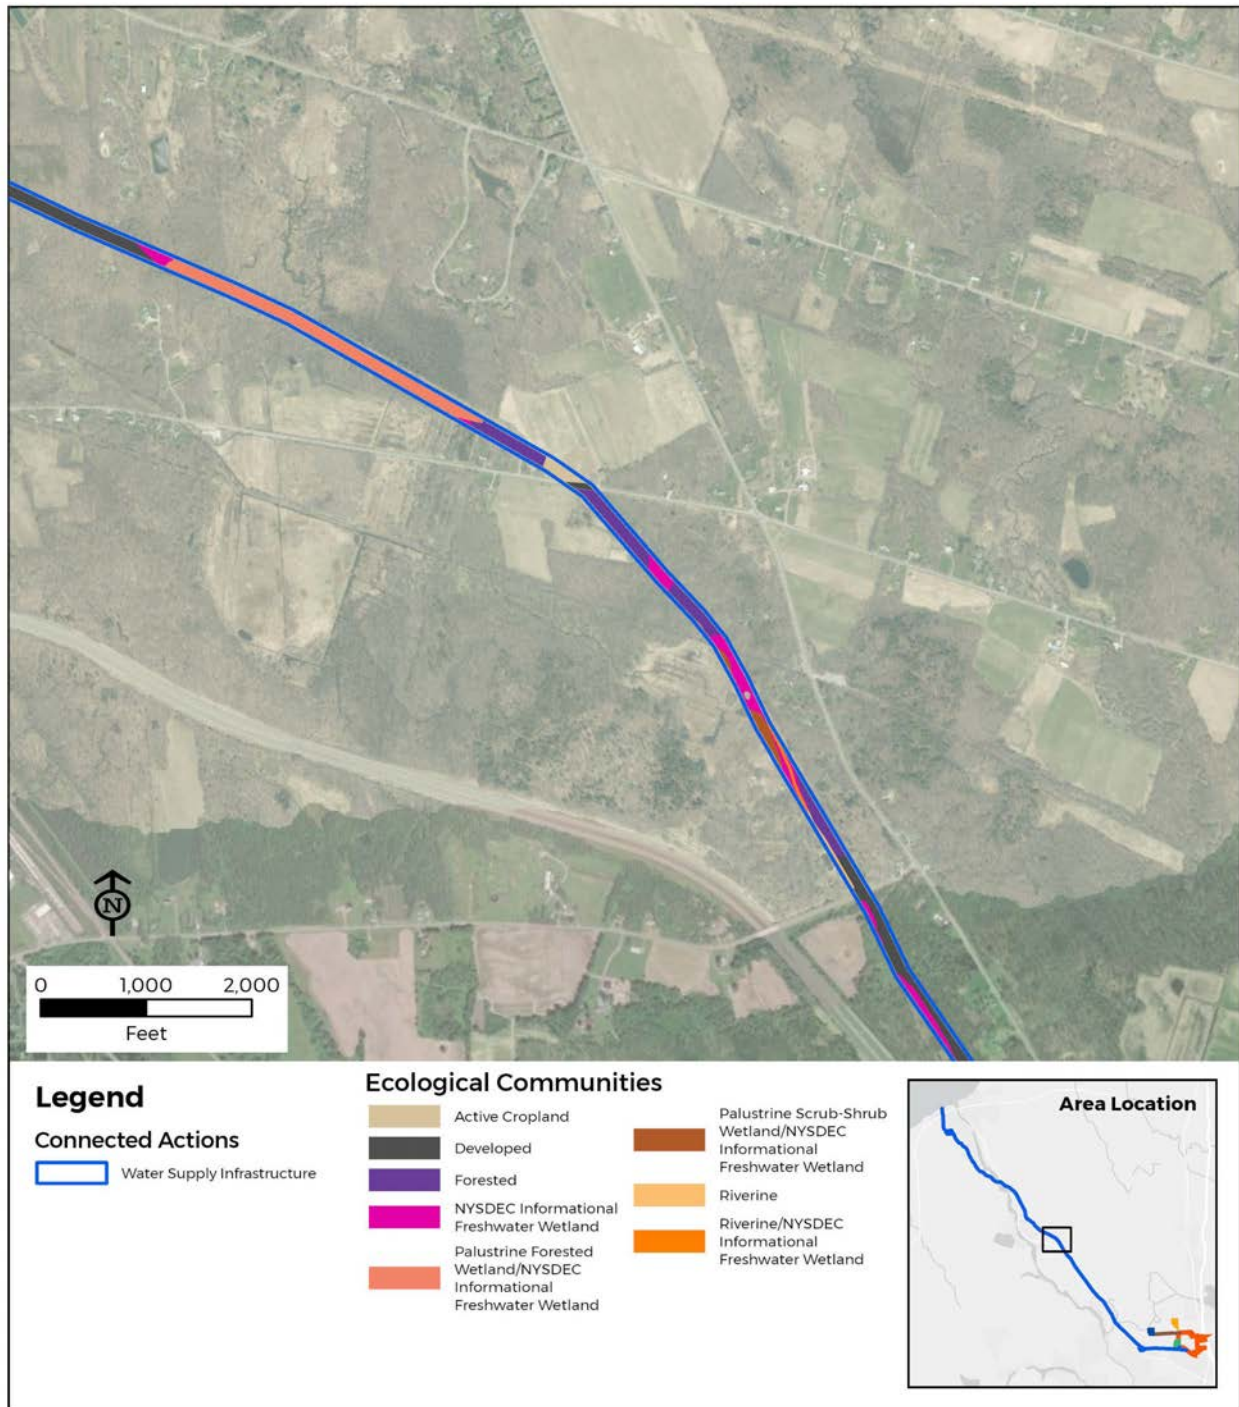 N
0 1,000 2,000
Feet
Legend
Connected Actions
Water Supply Infrastructure
Ecological Communities
Active Cropland
Developed
Forested
NYSDEC Informational
Freshwater Wetland
Palustrine Forested
Wetland/NYSDEC
Informational
Freshwater Wetland
Palustrine Scrub-Shrub
Wetland/NYSDEC
Informational
Freshwater Wetland
Riverine
Riverine/NYSDEC
Informational
Freshwater Wetland
Area Location